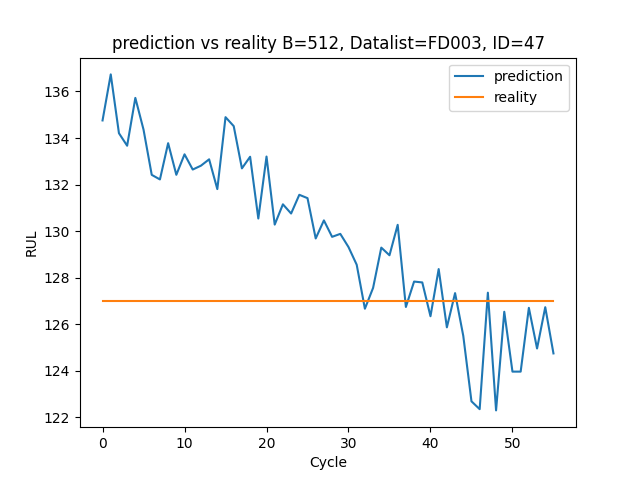 prediction vs reality B=512, Datalist=FD003, ID=47
prediction
reality
RUL
136
134
132
130
128
126
124
122
0 10 20 30 40 50
Cycle